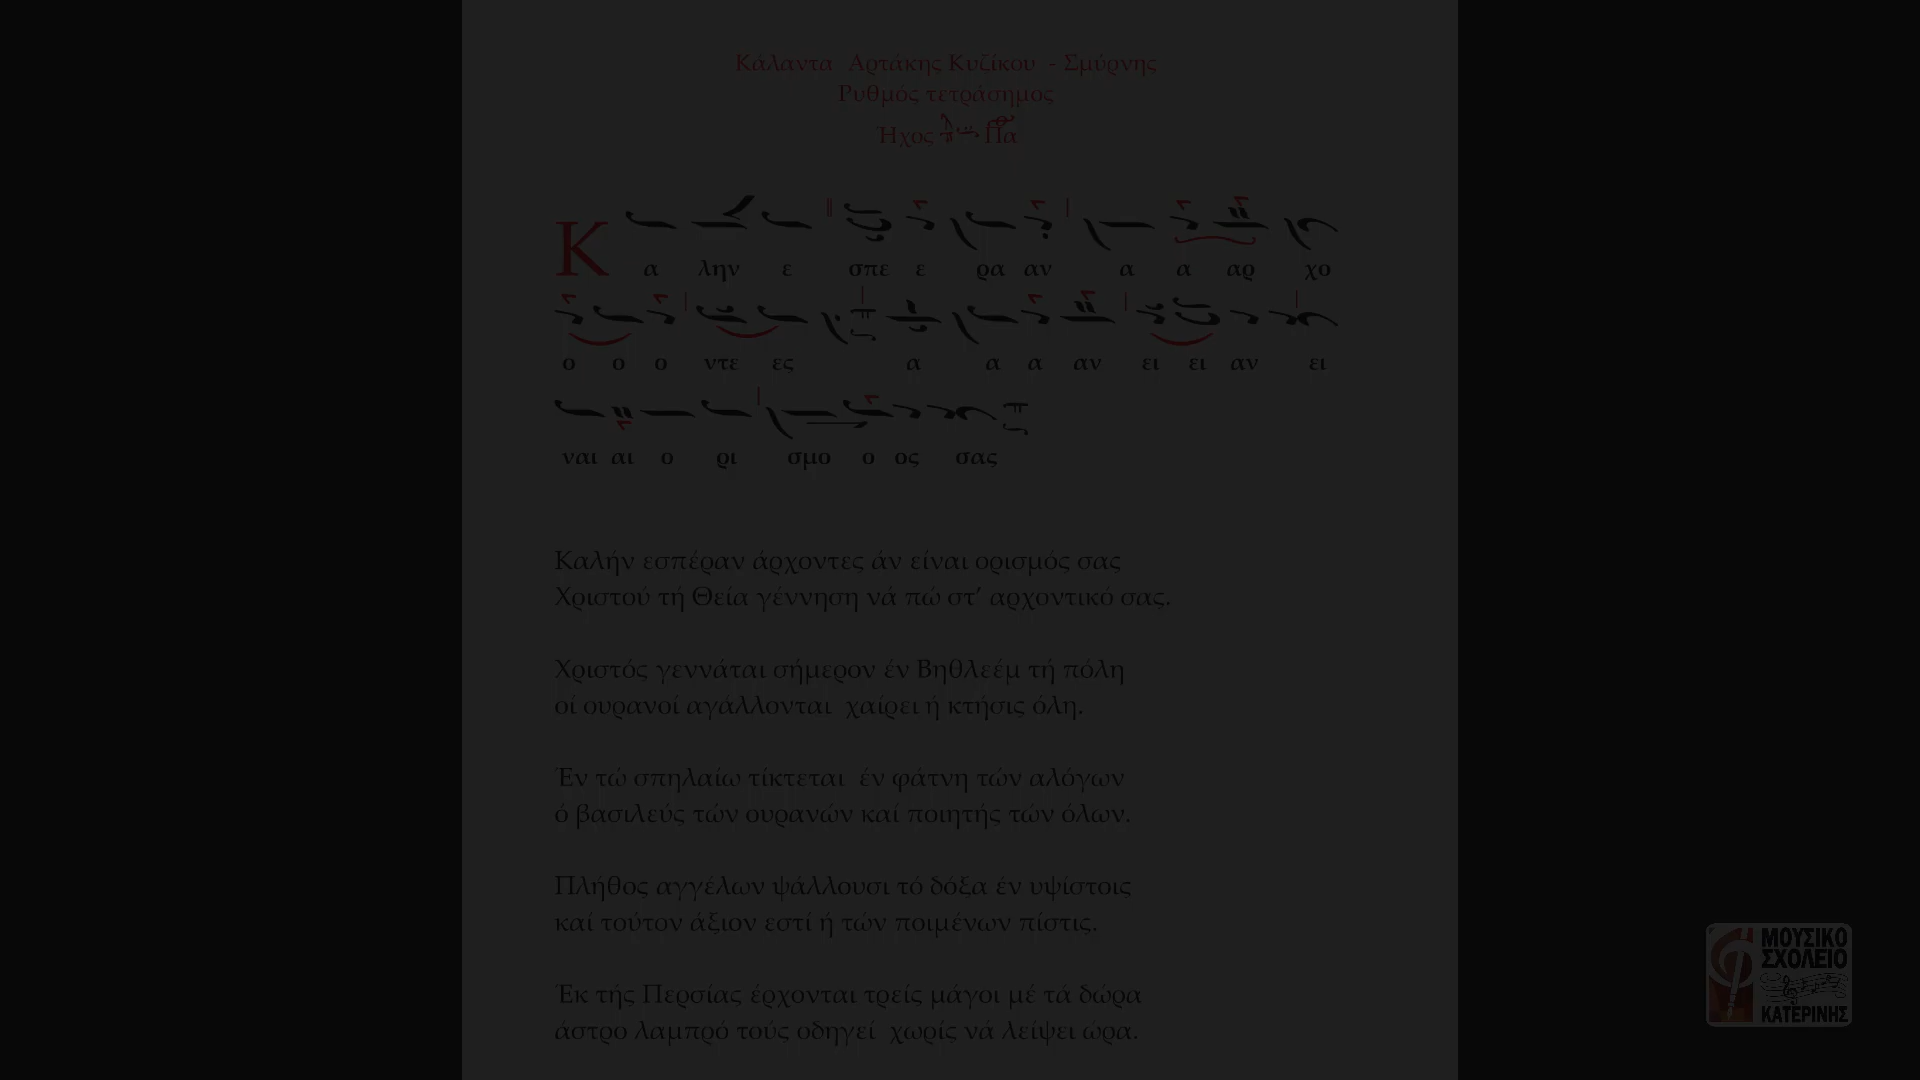 Κάλαντα Αρτάκης Κυζίκου - Σμύρνης
Ρυθμός τετράσημος
Ήχος Πα
Κ α λην ε σπε ε ρα αν α α αρ χο
ο ο ο ντε ες α α α αν ει ει αν ει
ναι αι ο ρι σμο ο ος σας
Καλήν εσπέραν άρχοντες άν είναι ορισμός σας
Χριστού τή Θεία γέννηση νά πώ στ’ αρχοντικό σας.
Χριστός γεννάται σήμερον έν Βηθλεέμ τή πόλη
οί ουρανοί αγάλλονται χαίρει ή κτήσις όλη.
Έν τώ σπηλαίω τίκτεται έν φάτνη τών αλόγων
ό βασιλεύς τών ουρανών καί ποιητής τών όλων.
Πλήθος αγγέλων ψάλλουσι τό δόξα έν υψίστοις
καί τούτον άξιον εστί ή τών ποιμένων πίστις.
Έκ τής Περσίας έρχονται τρείς μάγοι μέ τά δώρα
άστρο λαμπρό τούς οδηγεί χωρίς νά λείψει ώρα.
ΜΟΥΣΙΚΟ
ΣΧΟΛΕΙΟ
ΚΑΤΕΡΙΝΗΣ